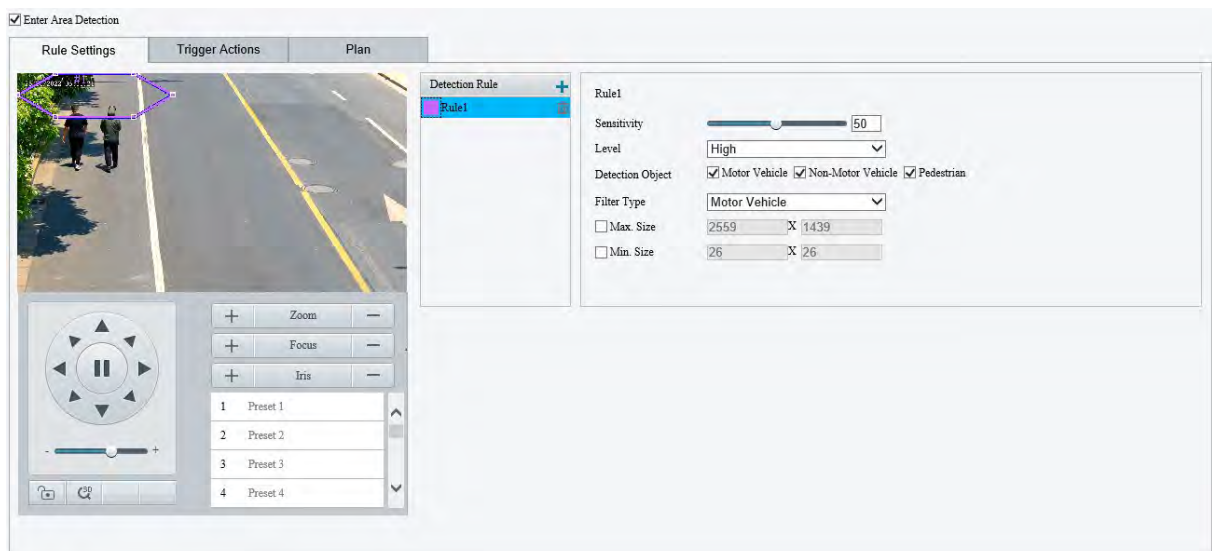 Enter Area Detection
Rule Settings Trigger Actions Plan
Detection Rule
Rule1
Rule1
Sensitivity 50
Level High
Detection Object Motor Vehicle Non-Motor Vehicle Pedestrian
Filter Type Motor Vehicle
Max. Size 2559 X 1439
Min. Size 26 X 26
+ Zoom —
+ Focus —
+ Iris —
1 Preset 1
2 Preset 2
3 Preset 3
4 Preset 4
- +
3D